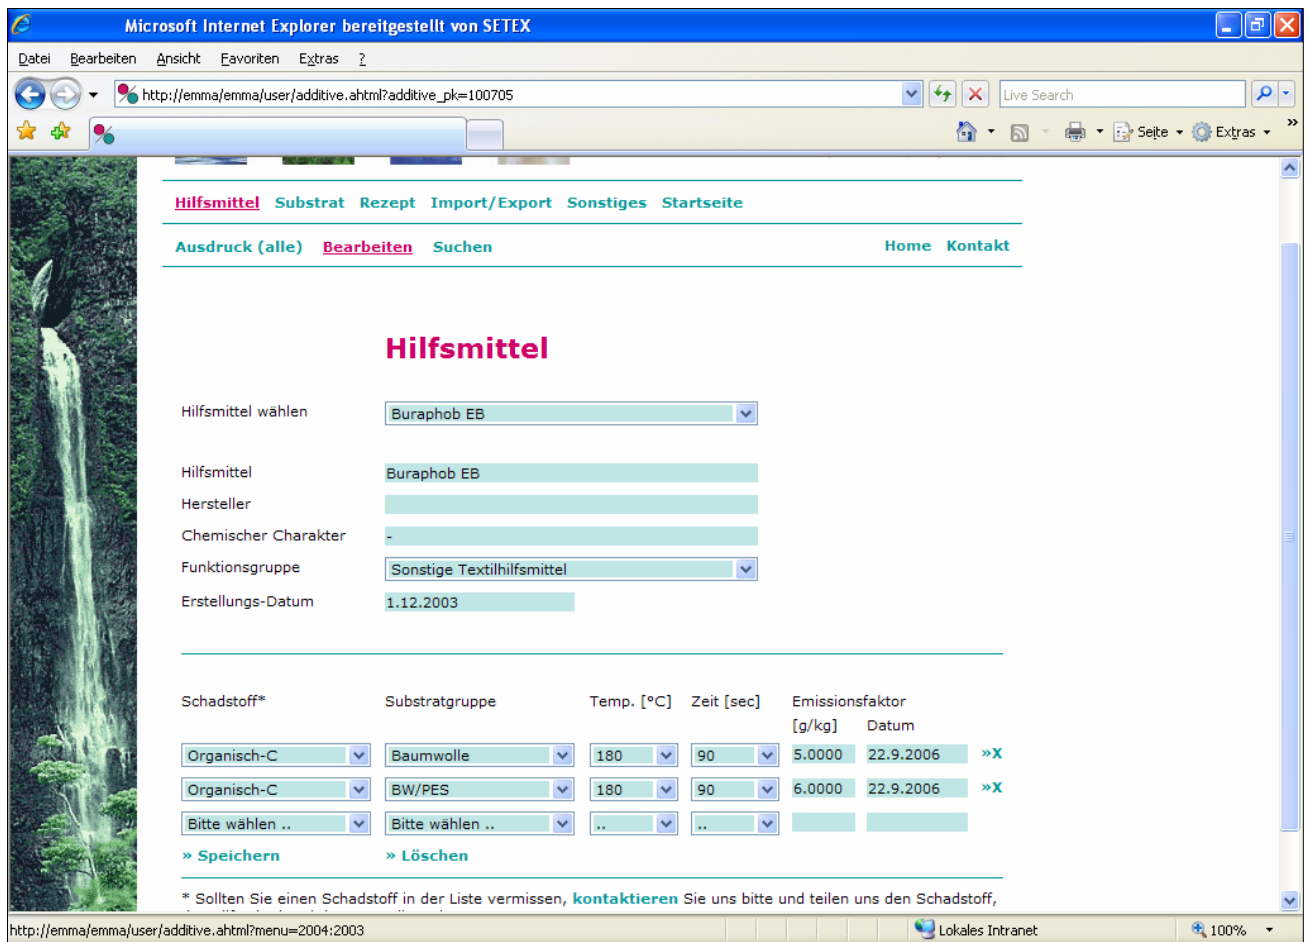 Microsoft Internet Explorer bereitgestellt von SETEX
Datei Bearbeiten Ansicht Favoriten Extras ?
http://emma/emma/user/additive.ahtml?additive_pk=100705 Live Search
Seite Extras »
Hilfsmittel Substrat Rezept Import/Export Sonstiges Startseite
Ausdruck (alle) Bearbeiten Suchen Home Kontakt
Hilfsmittel
Hilfsmittel wählen Buraphob EB
Hilfsmittel Buraphob EB
Hersteller
Chemischer Charakter -
Funktionsgruppe Sonstige Textilhilfsmittel
Erstellungs-Datum 1.12.2003
Schadstoff* Substratgruppe Temp. [°C] Zeit [sec] Emissionsfaktor
[g/kg] Datum
Organisch-C Baumwolle 180 90 5.0000 22.9.2006 »X
Organisch-C BW/PES 180 90 6.0000 22.9.2006 »X
Bitte wählen .. Bitte wählen .. .. ..
» Speichern » Löschen
* Sollten Sie einen Schadstoff in der Liste vermissen, kontaktieren Sie uns bitte und teilen uns den Schadstoff,
http://emma/emma/user/additive.ahtml?menu=2004:2003 Lokales Intranet 100%